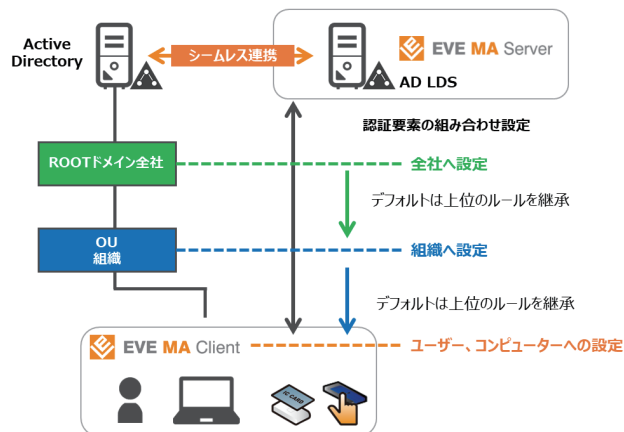 Active
Directory
シームレス連携
EVE MA Server
AD LDS
認証要素の組み合わせ設定
ROOTドメイン全社
全社へ設定
デフォルトは上位のルールを継承
OU
組織
組織へ設定
デフォルトは上位のルールを継承
EVE MA Client
ユーザー、コンピューターへの設定
IC CARD